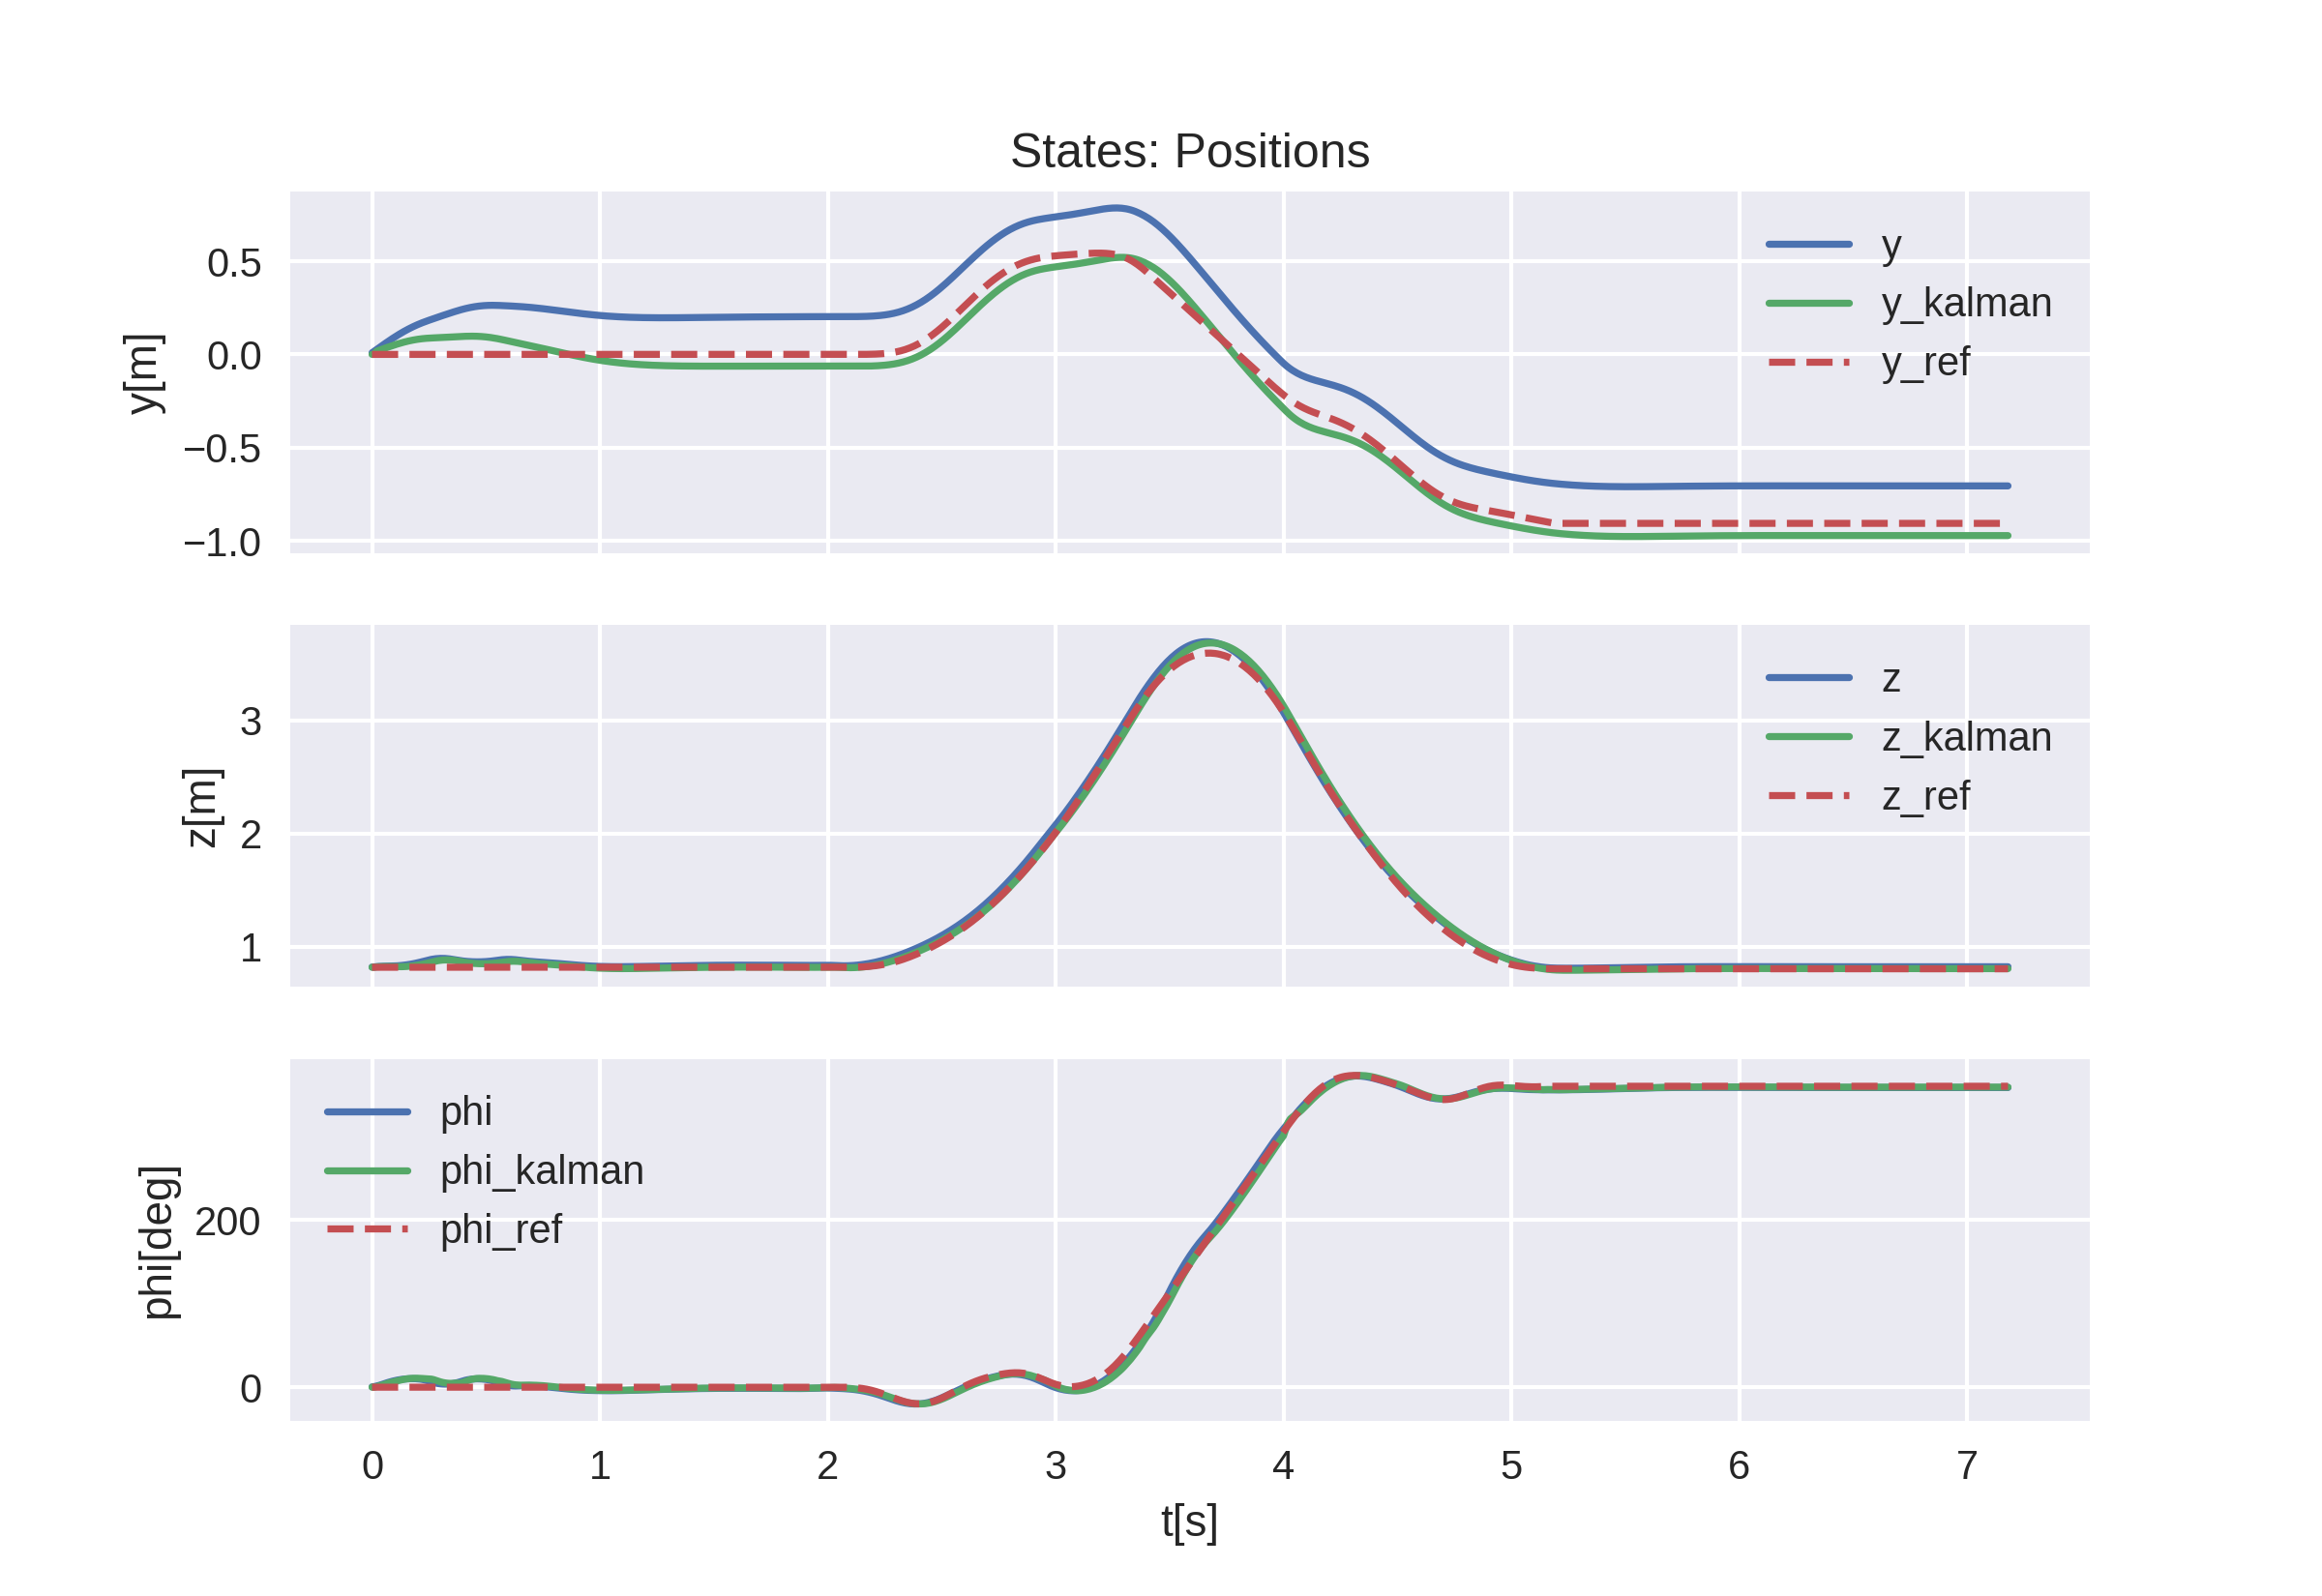 States: Positions
y[m]
0.5
0.0
−0.5
−1.0
y
y_kalman
y_ref
z[m]
3
2
1
z
z_kalman
z_ref
phi[deg]
200
0
phi
phi_kalman
phi_ref
0 1 2 3 4 5 6 7
t[s]